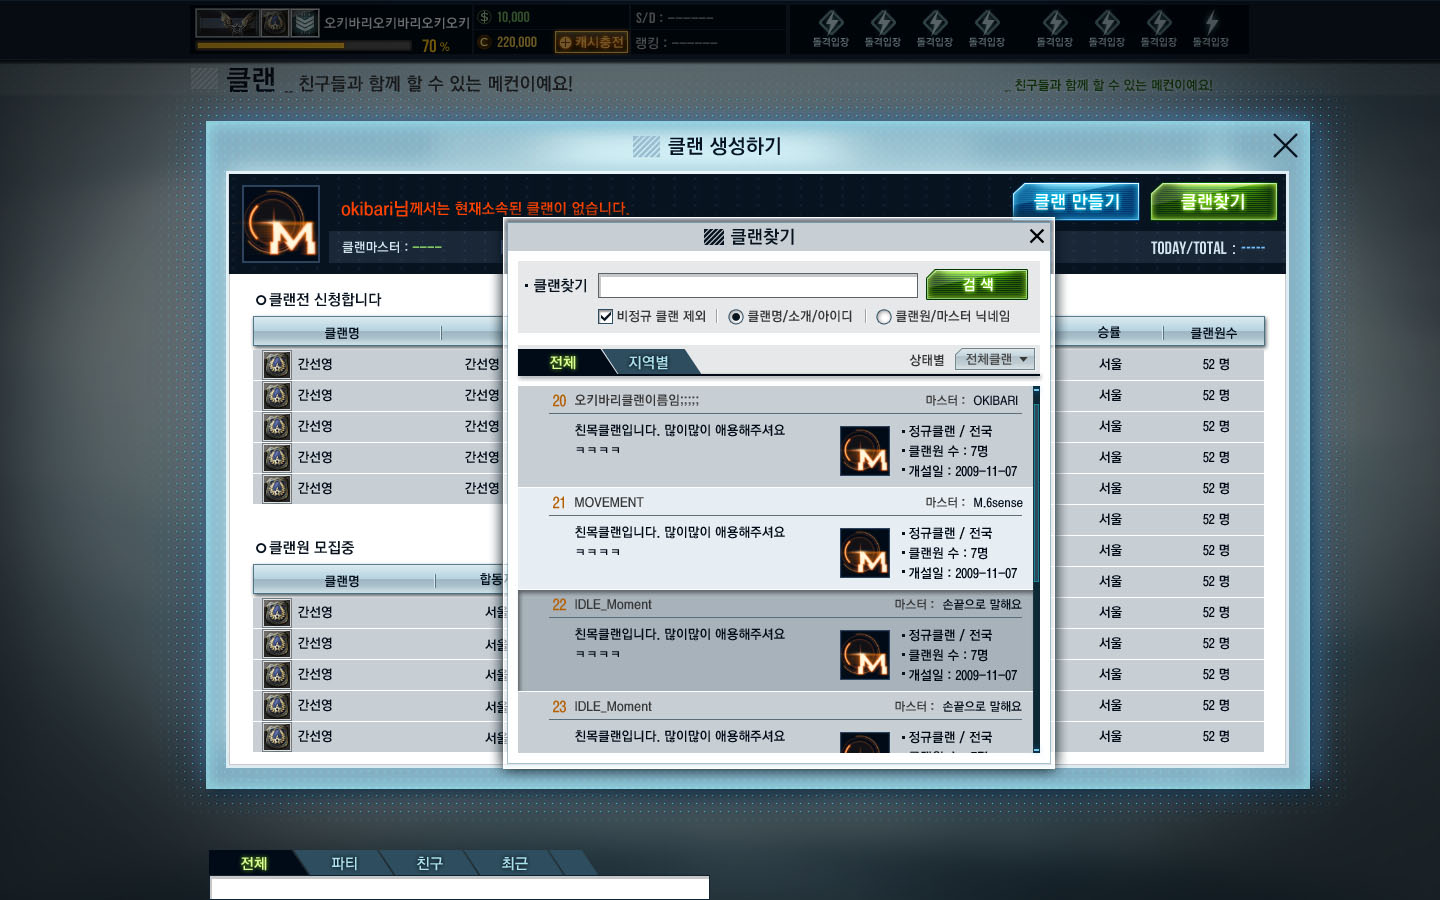 오키바리오키바리오키오키
70 %
10,000
220,000
캐시충전
S/D : ------
랭킹 : ------
돌격입장 돌격입장 돌격입장 돌격입장 돌격입장 돌격입장 돌격입장 돌격입장
클랜 _ 친구들과 함께 할 수 있는 메컨이예요!
_ 친구들과 함께 할 수 있는 메컨이예요!
클랜 생성하기
okibari님께서는 현재소속된 클랜이 없습니다.
클랜 만들기
클랜찾기
클랜마스터 : ----
TODAY/TOTAL : -----
클랜전 신청합니다
클랜명
승률 클랜원수
간선영 간선영 서울 52 명
간선영 간선영 서울 52 명
간선영 간선영 서울 52 명
간선영 간선영 서울 52 명
간선영 간선영 서울 52 명
서울 52 명
클랜원 모집중
서울 52 명
클랜명 합동
서울 52 명
간선영 서울 서울 52 명
간선영 서울 서울 52 명
간선영 서울 서울 52 명
간선영 서울 서울 52 명
간선영 서울 서울 52 명
클랜찾기
클랜찾기
검 색
비정규 클랜 제외
클랜명/소개/아이디
클랜원/마스터 닉네임
전체 지역별
상태별 전체클랜
20 오키바리클랜이름임;;;;;
마스터 : OKIBARI
친목클랜입니다. 많이많이 애용해주셔요
ㅋㅋㅋㅋ
정규클랜 / 전국
클랜원 수 : 7명
개설일 : 2009-11-07
21 MOVEMENT
마스터 : M.6sense
친목클랜입니다. 많이많이 애용해주셔요
ㅋㅋㅋㅋ
정규클랜 / 전국
클랜원 수 : 7명
개설일 : 2009-11-07
22 IDLE_Moment
마스터 : 손끝으로 말해요
친목클랜입니다. 많이많이 애용해주셔요
ㅋㅋㅋㅋ
정규클랜 / 전국
클랜원 수 : 7명
개설일 : 2009-11-07
23 IDLE_Moment
마스터 : 손끝으로 말해요
친목클랜입니다. 많이많이 애용해주셔요
정규클랜 / 전국
전체 파티 친구 최근